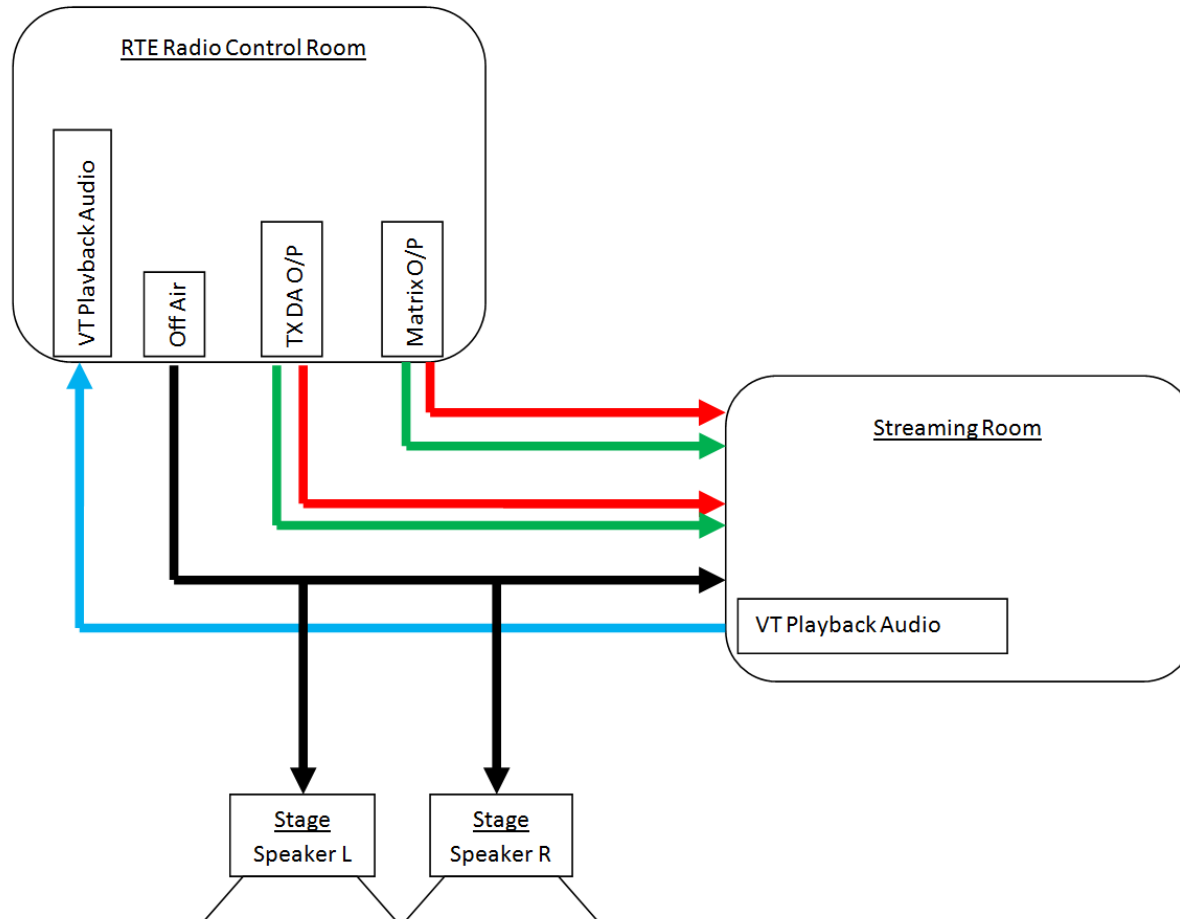 RTE Radio Control Room
VT Playback Audio
Off Air
TX DA O/P
Matrix O/P
Streaming Room
VT Playback Audio
Stage
Speaker L
Stage
Speaker R